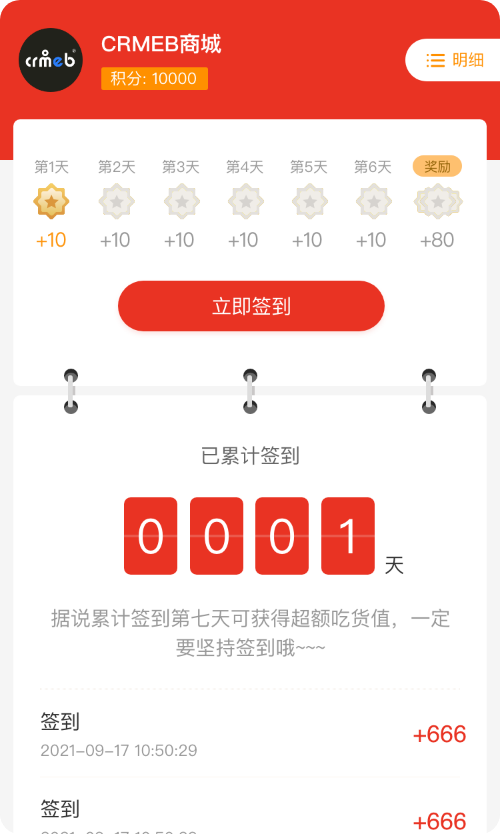 crmeb
CRMEB商城
积分: 10000
明细
第1天 第2天 第3天 第4天 第5天 第6天 奖励
+10 +10 +10 +10 +10 +10 +80
立即签到
已累计签到
0 0 0 1 天
据说累计签到第七天可获得超额吃货值，一定
要坚持签到哦~~~
签到
+666
2021-09-17 10:50:29
签到
+666